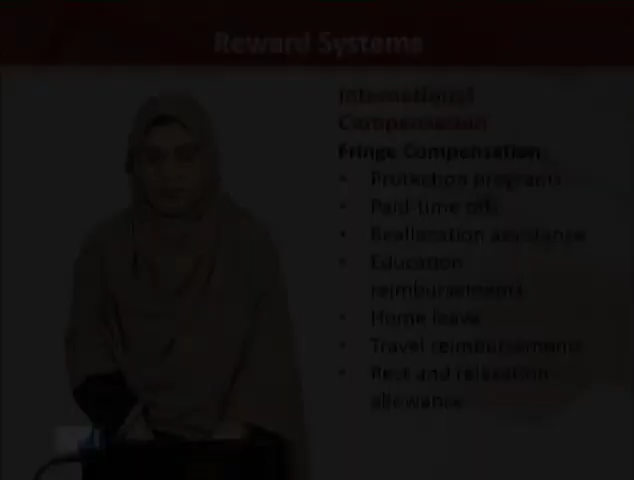 Reward Systems
International
Compensation
Fringe Compensation:
• Protection programs
• Paid-time off
• Reallocation assistance
• Education
reimbursements
• Home leave
• Travel reimbursements
• Rest and relaxation
allowance